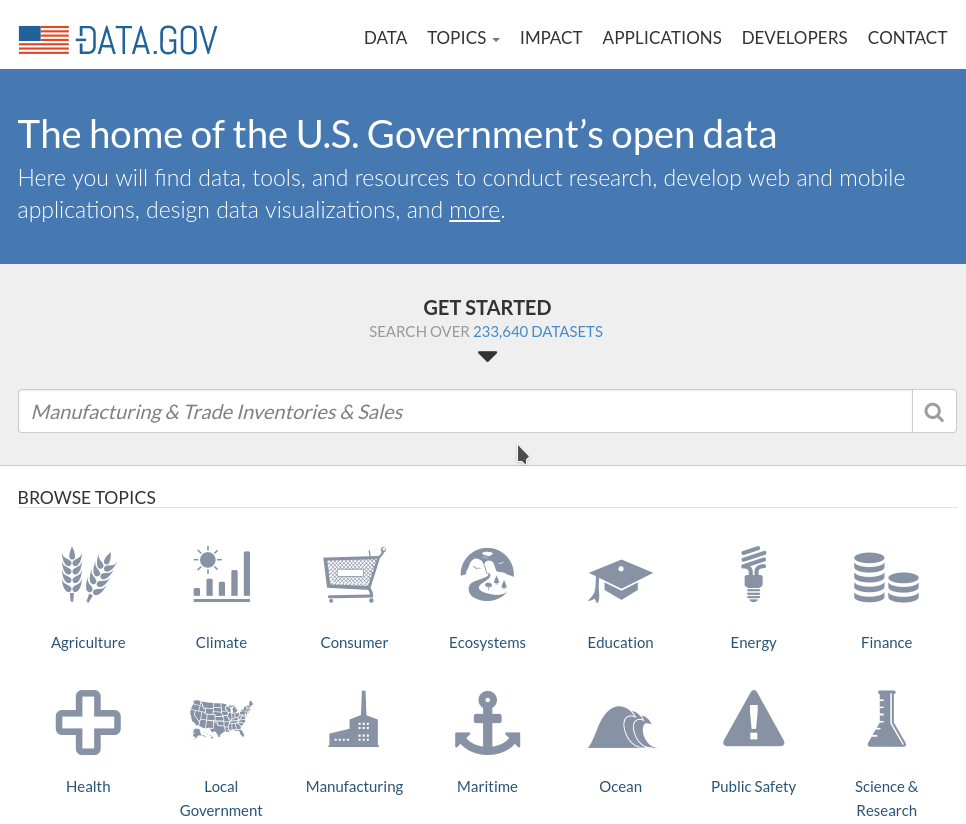 DATA.GOV
DATA TOPICS IMPACT APPLICATIONS DEVELOPERS CONTACT
The home of the U.S. Government’s open data
Here you will find data, tools, and resources to conduct research, develop web and mobile
applications, design data visualizations, and more.
GET STARTED
SEARCH OVER 233,640 DATASETS
Manufacturing & Trade Inventories & Sales
BROWSE TOPICS
Agriculture Climate Consumer Ecosystems Education Energy Finance
Health Local Manufacturing Maritime Ocean Public Safety Science &
Government Research